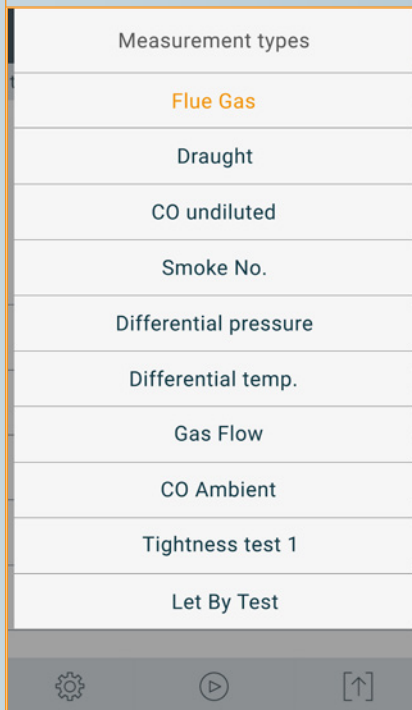 Measurement types
Flue Gas
Draught
CO undiluted
Smoke No.
Differential pressure
Differential temp.
Gas Flow
CO Ambient
Tightness test 1
Let By Test